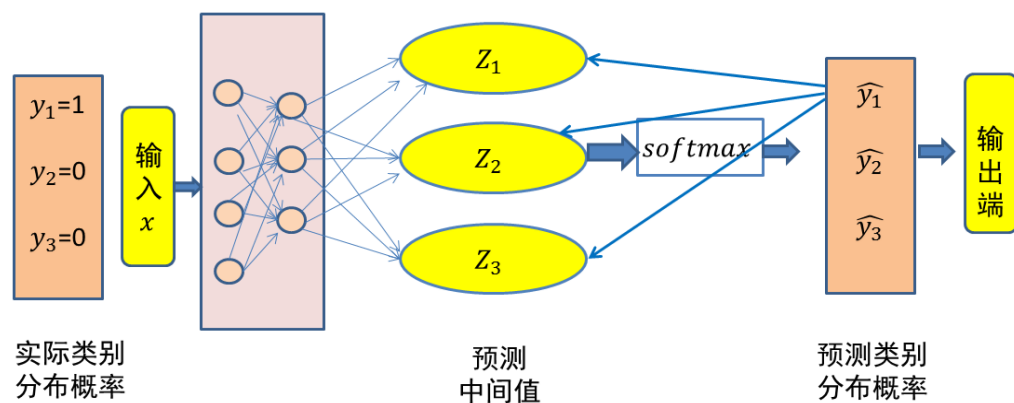 y₁=1
y₂=0
y₃=0
输
入
x
Z₁
Z₂
Z₃
softmax
ŷ₁
ŷ₂
ŷ₃
输
出
端
实际类别
分布概率
预测
中间值
预测类别
分布概率